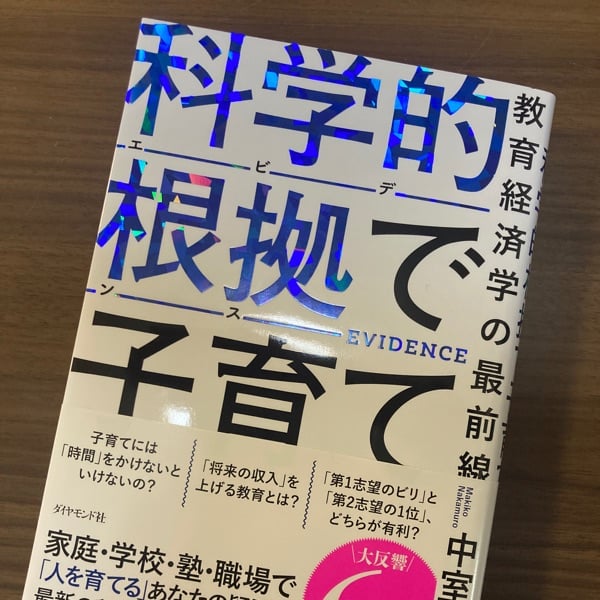 科学的
エビデ
根拠で
ンス
EVIDENCE
子育て
教育経済学の最前線
Makiko
Nakamuro
中室
子育てには
「時間」をかけないと
いけないの?
「将来の収入」を
上げる教育とは?
「第1志望のビリ」と
「第2志望の1位」、
どちらが有利?
ダイヤモンド社
大反響
家庭・学校・塾・職場で
「人を育てる」あなたの